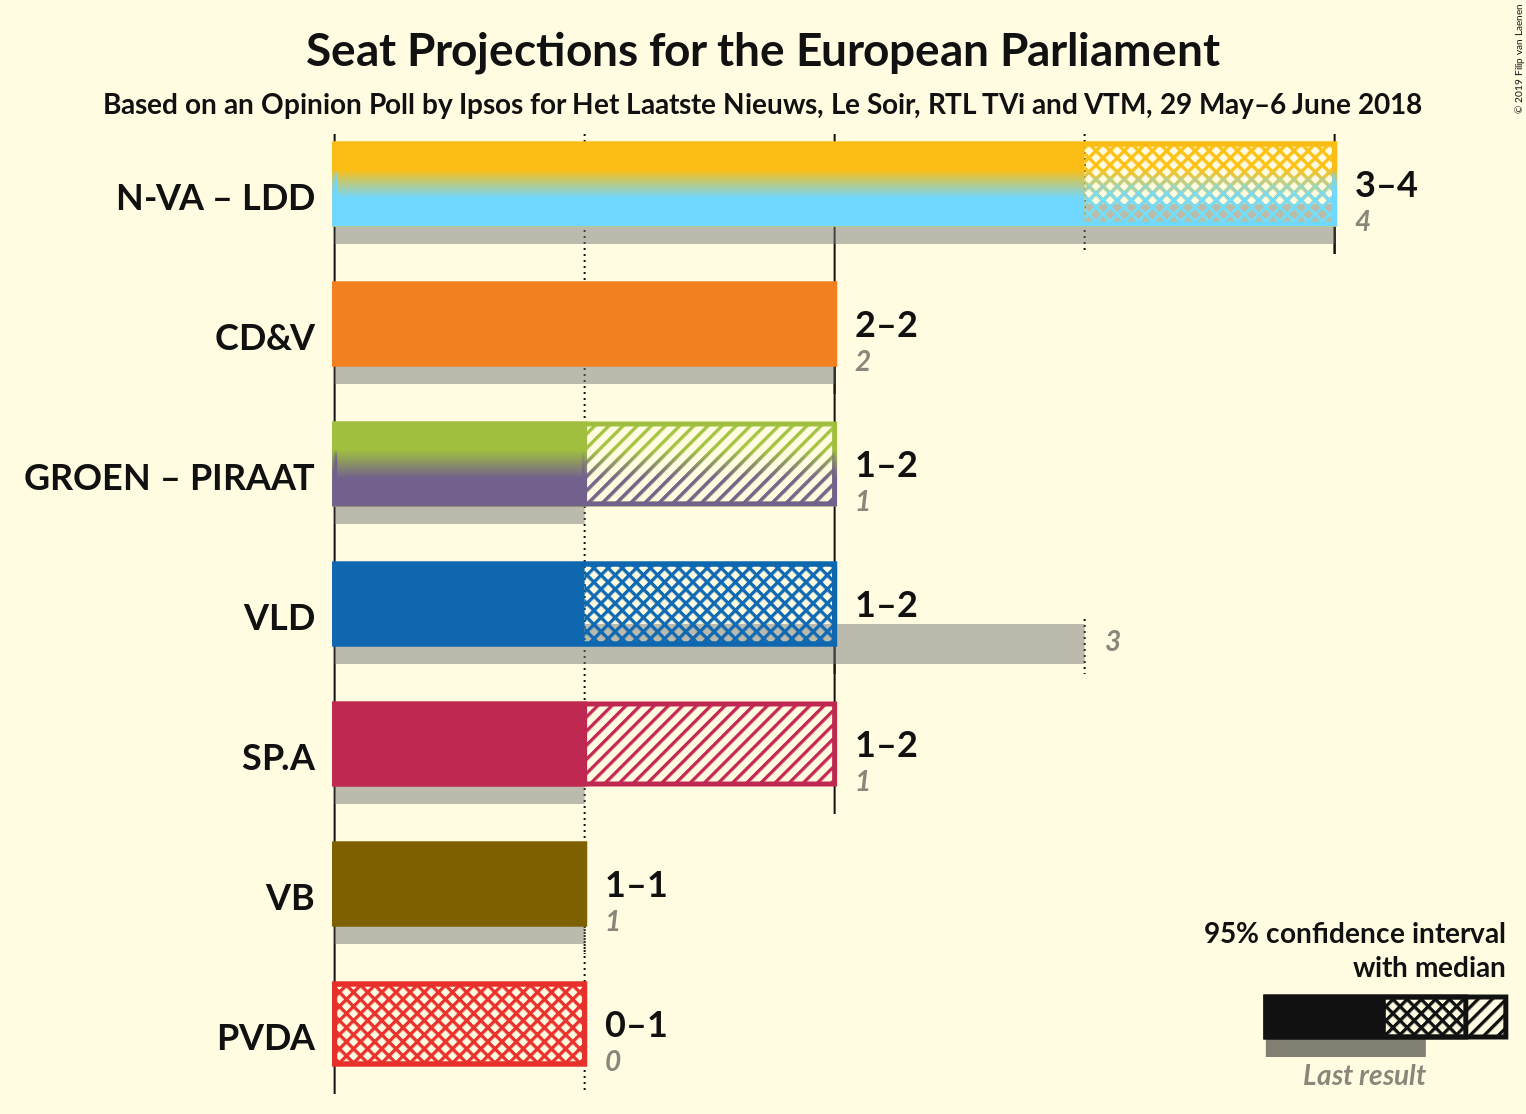 Seat Projections for the European Parliament
Based on an Opinion Poll by Ipsos for Het Laatste Nieuws, Le Soir, RTL TVi and VTM, 29 May–6 June 2018
© 2019 Filip van Laenen
N-VA – LDD
3–4
4
CD&V
2–2
2
GROEN – PIRAAT
1–2
1
VLD
1–2
3
SP.A
1–2
1
VB
1–1
1
PVDA
0–1
0
95% confidence interval
with median
Last result